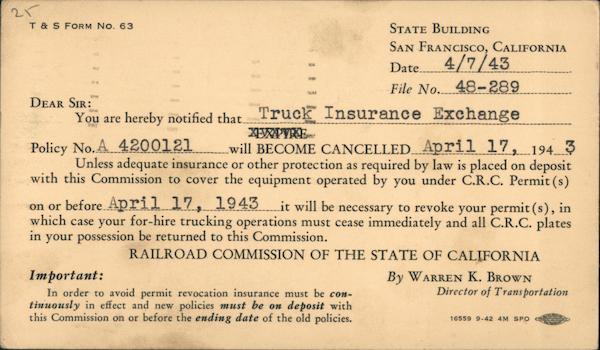 25
T & S FORM NO. 63
STATE BUILDING
SAN FRANCISCO, CALIFORNIA
Date 4/7/43
File No. 48-289
DEAR SIR:
You are hereby notified that Truck Insurance Exchange
EXPIRE
Policy No. A 4200121 will BECOME CANCELLED April 17, 1943
Unless adequate insurance or other protection as required by law is placed on deposit
with this Commission to cover the equipment operated by you under C.R.C. Permit(s)
on or before April 17, 1943 it will be necessary to revoke your permit(s), in
which case your for-hire trucking operations must cease immediately and all C.R.C. plates
in your possession be returned to this Commission.
RAILROAD COMMISSION OF THE STATE OF CALIFORNIA
Important:
By WARREN K. BROWN
Director of Transportation
In order to avoid permit revocation insurance must be con-
tinuously in effect and new policies must be on deposit with
this Commission on or before the ending date of the old policies.
16559 9-42 4M SPO